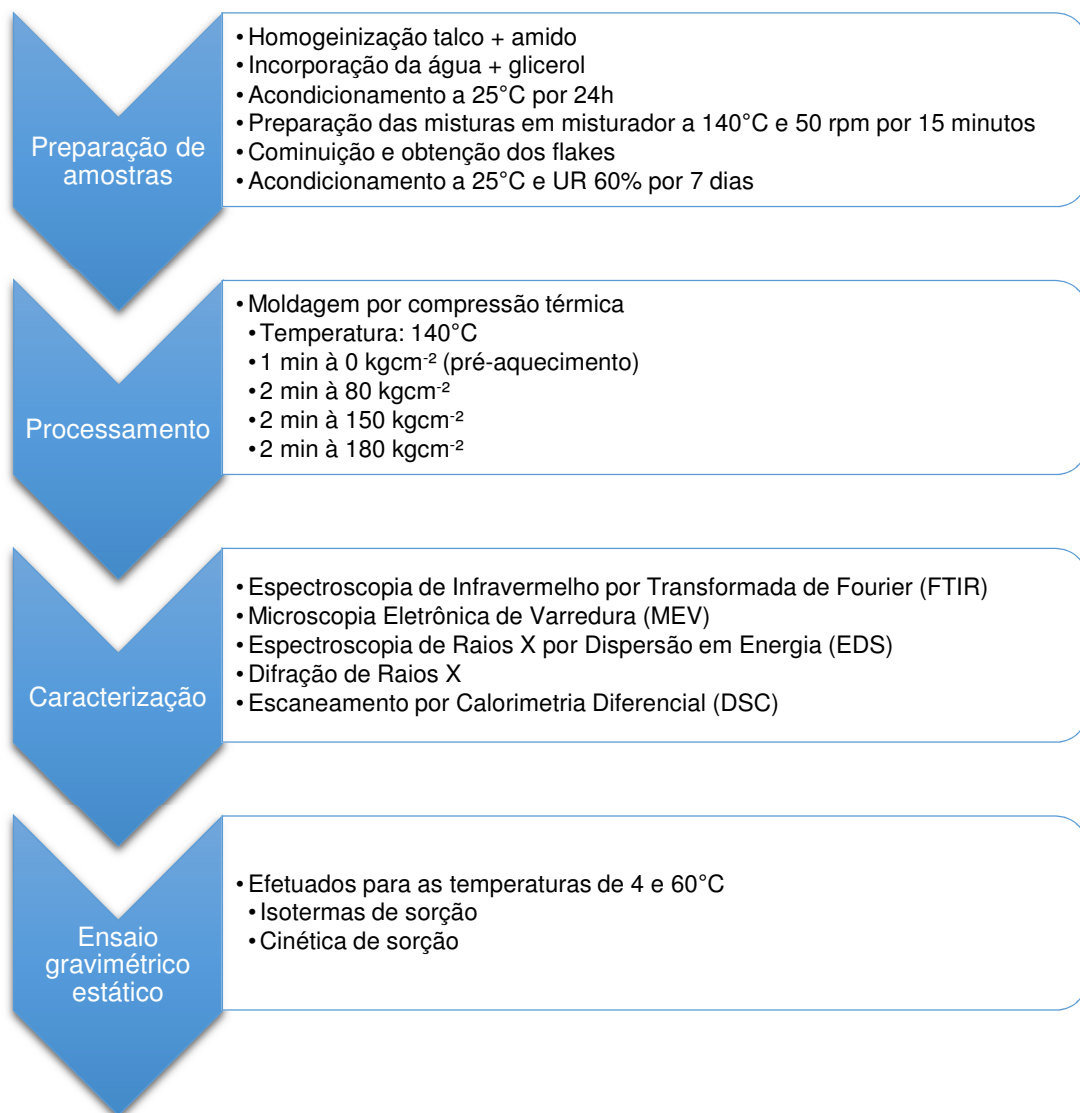 Preparação de
amostras
• Homogeinização talco + amido
• Incorporação da água + glicerol
• Acondicionamento a 25°C por 24h
• Preparação das misturas em misturador a 140°C e 50 rpm por 15 minutos
• Cominuição e obtenção dos flakes
• Acondicionamento a 25°C e UR 60% por 7 dias
Processamento
• Moldagem por compressão térmica
• Temperatura: 140°C
• 1 min à 0 kgcm⁻² (pré-aquecimento)
• 2 min à 80 kgcm⁻²
• 2 min à 150 kgcm⁻²
• 2 min à 180 kgcm⁻²
Caracterização
• Espectroscopia de Infravermelho por Transformada de Fourier (FTIR)
• Microscopia Eletrônica de Varredura (MEV)
• Espectroscopia de Raios X por Dispersão em Energia (EDS)
• Difração de Raios X
• Escaneamento por Calorimetria Diferencial (DSC)
Ensaio
gravimétrico
estático
• Efetuados para as temperaturas de 4 e 60°C
• Isotermas de sorção
• Cinética de sorção